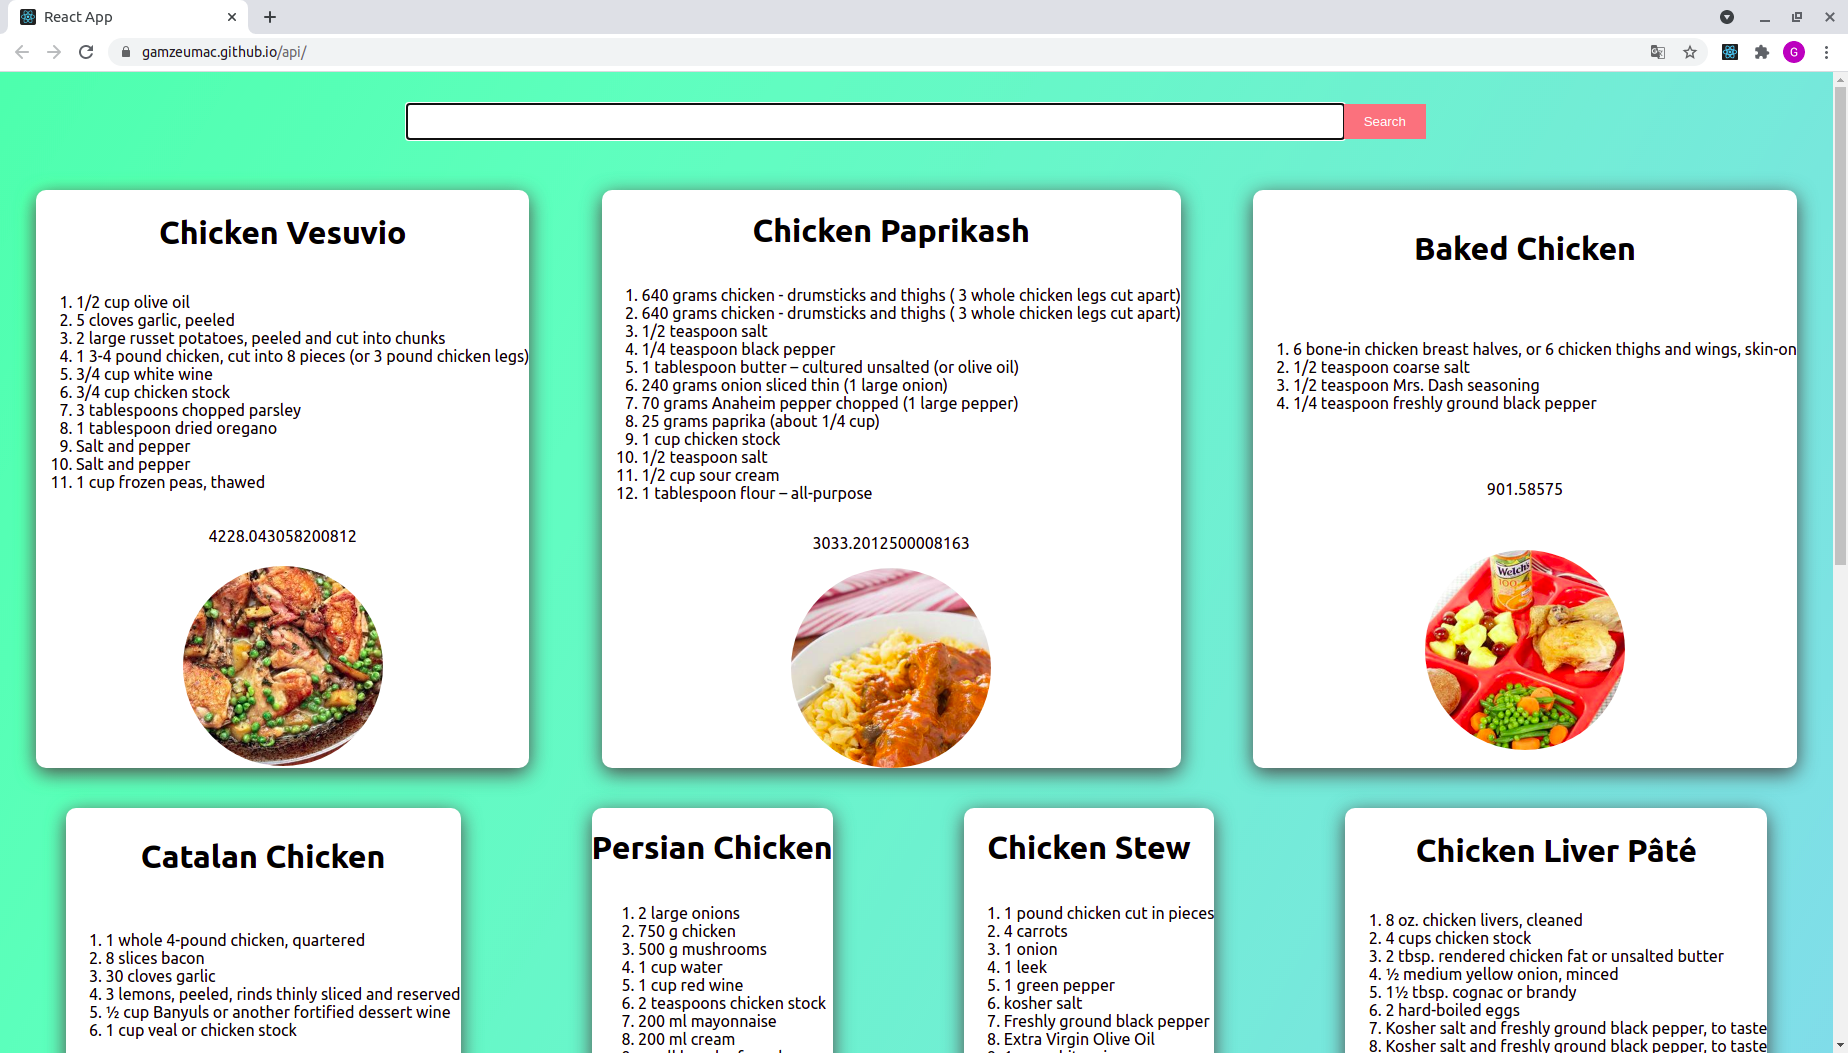 React App
gamzeumac.github.io/api/
G
Search
Chicken Vesuvio
1. 1/2 cup olive oil
2. 5 cloves garlic, peeled
3. 2 large russet potatoes, peeled and cut into chunks
4. 1 3-4 pound chicken, cut into 8 pieces (or 3 pound chicken legs)
5. 3/4 cup white wine
6. 3/4 cup chicken stock
7. 3 tablespoons chopped parsley
8. 1 tablespoon dried oregano
9. Salt and pepper
10. Salt and pepper
11. 1 cup frozen peas, thawed
4228.043058200812
Chicken Paprikash
1. 640 grams chicken - drumsticks and thighs ( 3 whole chicken legs cut apart)
2. 640 grams chicken - drumsticks and thighs ( 3 whole chicken legs cut apart)
3. 1/2 teaspoon salt
4. 1/4 teaspoon black pepper
5. 1 tablespoon butter – cultured unsalted (or olive oil)
6. 240 grams onion sliced thin (1 large onion)
7. 70 grams Anaheim pepper chopped (1 large pepper)
8. 25 grams paprika (about 1/4 cup)
9. 1 cup chicken stock
10. 1/2 teaspoon salt
11. 1/2 cup sour cream
12. 1 tablespoon flour – all-purpose
3033.2012500008163
Baked Chicken
1. 6 bone-in chicken breast halves, or 6 chicken thighs and wings, skin-on
2. 1/2 teaspoon coarse salt
3. 1/2 teaspoon Mrs. Dash seasoning
4. 1/4 teaspoon freshly ground black pepper
901.58575
Welch's
100
Catalan Chicken
1. 1 whole 4-pound chicken, quartered
2. 8 slices bacon
3. 30 cloves garlic
4. 3 lemons, peeled, rinds thinly sliced and reserved
5. ½ cup Banyuls or another fortified dessert wine
6. 1 cup veal or chicken stock
Persian Chicken
1. 2 large onions
2. 750 g chicken
3. 500 g mushrooms
4. 1 cup water
5. 1 cup red wine
6. 2 teaspoons chicken stock
7. 200 ml mayonnaise
8. 200 ml cream
Chicken Stew
1. 1 pound chicken cut in pieces
2. 4 carrots
3. 1 onion
4. 1 leek
5. 1 green pepper
6. kosher salt
7. Freshly ground black pepper
8. Extra Virgin Olive Oil
Chicken Liver Pâté
1. 8 oz. chicken livers, cleaned
2. 4 cups chicken stock
3. 2 tbsp. rendered chicken fat or unsalted butter
4. ½ medium yellow onion, minced
5. 1½ tbsp. cognac or brandy
6. 2 hard-boiled eggs
7. Kosher salt and freshly ground black pepper, to taste
8. Kosher salt and freshly ground black pepper, to taste